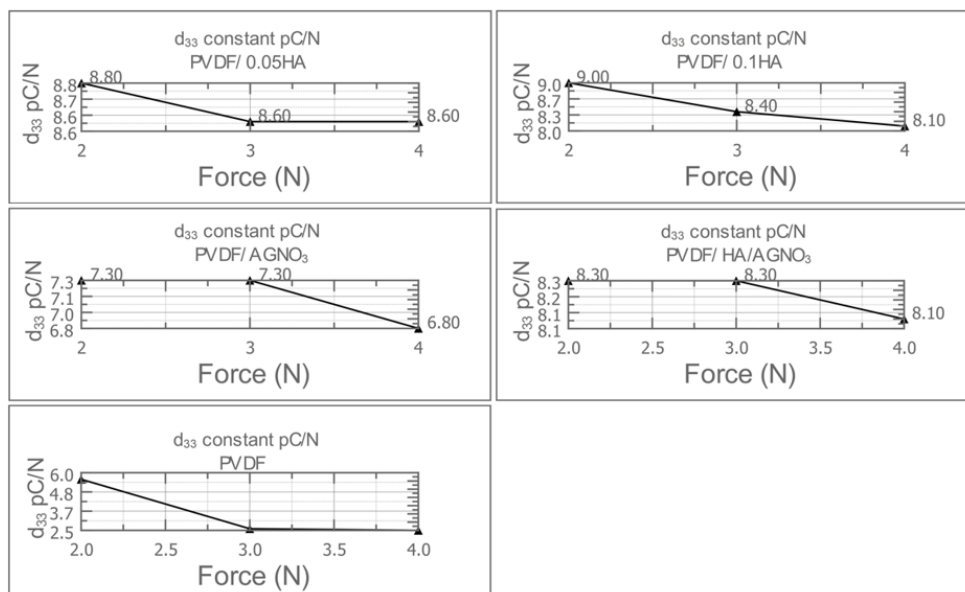 d₃₃ constant pC/N
PVDF/ 0.05HA
d₃₃ pC/N
8.8
8.7
8.6
8.6
8.80
8.60
8.60
2
3
4
Force (N)
d₃₃ constant pC/N
PVDF/ 0.1HA
d₃₃ pC/N
9.0
8.7
8.3
8.0
9.00
8.40
8.10
2
3
4
Force (N)
d₃₃ constant pC/N
PVDF/ AGNO₃
d₃₃ pC/N
7.3
7.1
7.0
6.8
7.30
7.30
6.80
2
3
4
Force (N)
d₃₃ constant pC/N
PVDF/ HA/AGNO₃
d₃₃ pC/N
8.3
8.2
8.1
8.1
8.30
8.30
8.10
2.0
2.5
3.0
3.5
4.0
Force (N)
d₃₃ constant pC/N
PVDF
d₃₃ pC/N
6.0
4.8
3.7
2.5
2.0
2.5
3.0
3.5
4.0
Force (N)